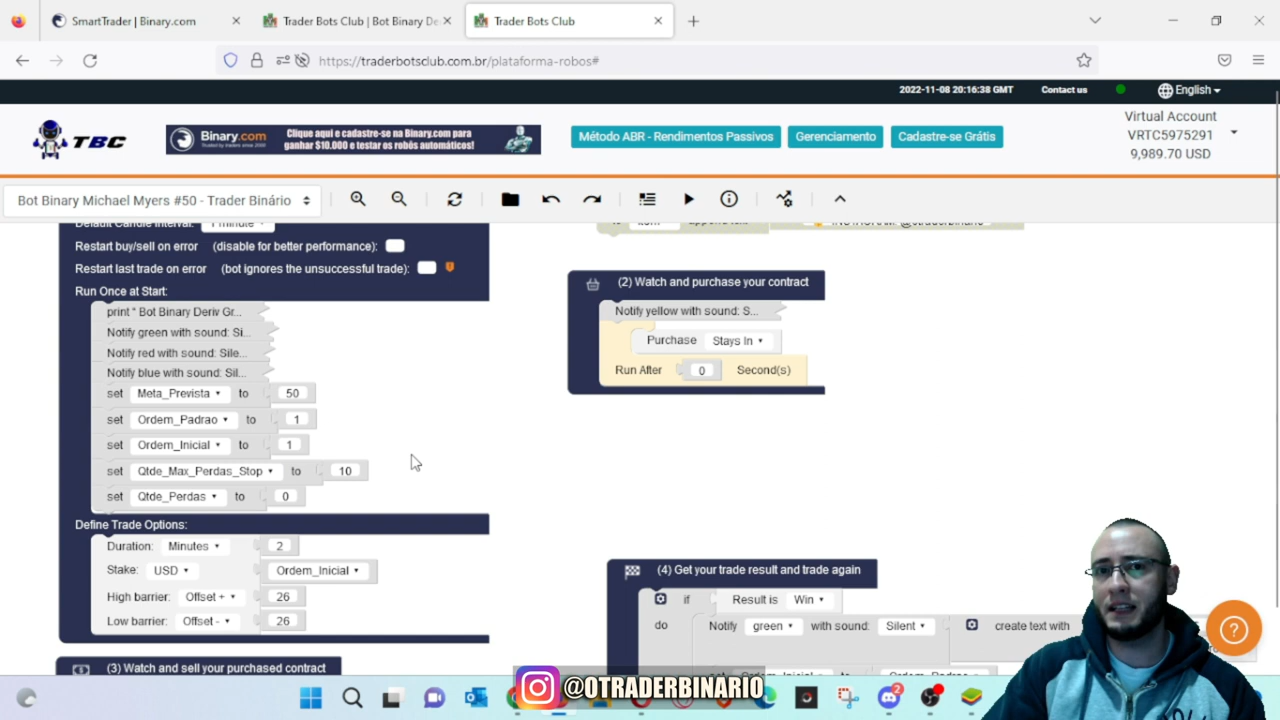 SmartTrader | Binary.com
Trader Bots Club | Bot Binary De
Trader Bots Club
https://traderbotsclub.com.br/plataforma-robos#
2022-11-08 20:16:38 GMT
Contact us
English
TBC
Binary.com
Clique aqui e cadastre-se na Binary.com para
ganhar $10.000 e testar os robôs automáticos!
Método ABR - Rendimentos Passivos
Gerenciamento
Cadastre-se Grátis
Virtual Account
VRTC5975291
9,989.70 USD
Bot Binary Michael Myers #50 - Trader Binário
Default Candle Interval: 1 minute
Restart buy/sell on error (disable for better performance):
Restart last trade on error (bot ignores the unsuccessful trade):
Run Once at Start:
print " Bot Binary Deriv Gr...
Notify green with sound: Si...
Notify red with sound: Sile...
Notify blue with sound: Sil...
set Meta_Prevista to 50
set Ordem_Padrao to 1
set Ordem_Inicial to 1
set Qtde_Max_Perdas_Stop to 10
set Qtde_Perdas to 0
Define Trade Options:
Duration: Minutes 2
Stake: USD Ordem_Inicial
High barrier: Offset + 26
Low barrier: Offset - 26
(3) Watch and sell your purchased contract
(2) Watch and purchase your contract
Notify yellow with sound: S...
Purchase Stays In
Run After 0 Second(s)
(4) Get your trade result and trade again
if Result is Win
do Notify green with sound: Silent create text with
@OTRADERBINARIO
2